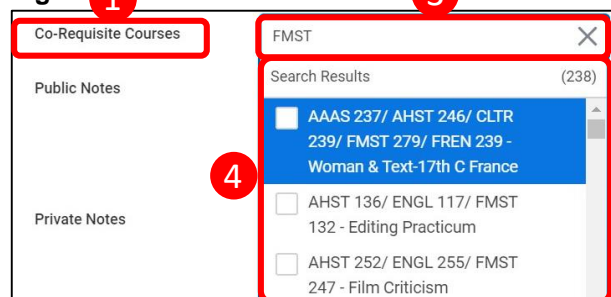 1
Co-Requisite Courses
FMST
Search Results (238)
Public Notes
AAAS 237/ AHST 246/ CLTR
239/ FMST 279/ FREN 239 -
Woman & Text-17th C France
4
AHST 136/ ENGL 117/ FMST
132 - Editing Practicum
Private Notes
AHST 252/ ENGL 255/ FMST
247 - Film Criticism